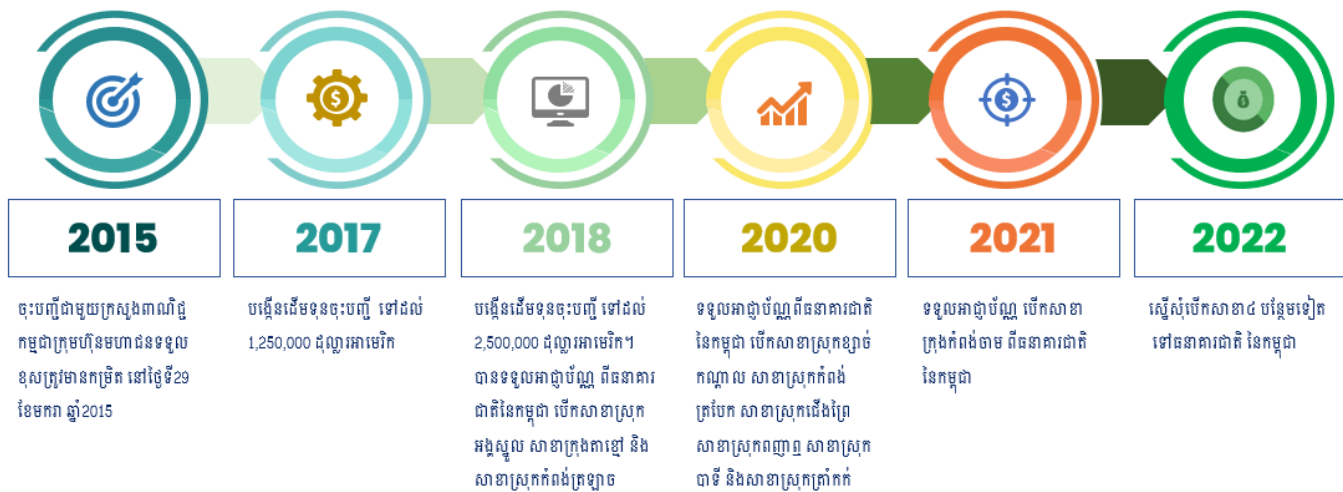 2015
ចុះបញ្ជីជាមួយក្រសួងពាណិជ្ជ
កម្មជាក្រុមហ៊ុនមហាជនទទួល
ខុសត្រូវមានកម្រិត នៅថ្ងៃទី29
ខែមករា ឆ្នាំ2015
2017
បង្កើនដើមទុនចុះបញ្ជី ទៅដល់
1,250,000 ដុល្លារអាមេរិក
2018
បង្កើនដើមទុនចុះបញ្ជី ទៅដល់
2,500,000 ដុល្លារអាមេរិក។
បានទទួលអាជ្ញាប័ណ្ណ ពីធនាគារ
ជាតិនៃកម្ពុជា បើកសាខាស្រុក
អង្គស្នួល សាខាក្រុងតាខ្មៅ និង
សាខាស្រុកកំពង់ត្រឡាច
2020
ទទួលអាជ្ញាប័ណ្ណពីធនាគារជាតិ
នៃកម្ពុជា បើកសាខាស្រុកខ្សាច់
កណ្តាល សាខាស្រុកកំពង់
ត្របែក សាខាស្រុកជើងព្រៃ
សាខាស្រុកពញាឮ សាខាស្រុក
បាទី និងសាខាស្រុកត្រាំកក់
2021
ទទួលអាជ្ញាប័ណ្ណ បើកសាខា
ក្រុងកំពង់ចាម ពីធនាគារជាតិ
នៃកម្ពុជា
2022
ស្នើសុំបើកសាខា៤ បន្ថែមទៀត
ទៅធនាគារជាតិ នៃកម្ពុជា